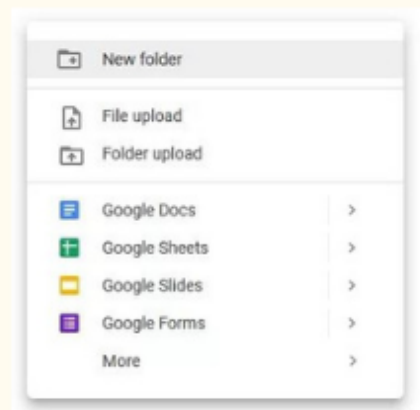 New folder
File upload
Folder upload
Google Docs
Google Sheets
Google Slides
Google Forms
More